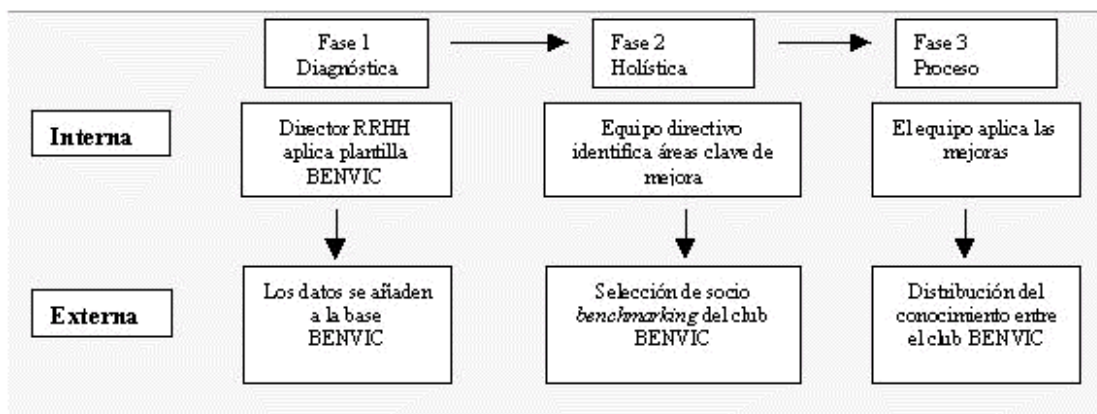 Fase 1
Diagnóstica
Fase 2
Holística
Fase 3
Proceso
Interna
Director RRHH
aplica plantilla
BENVIC
Equipo directivo
identifica áreas clave de
mejora
El equipo aplica las
mejoras
Externa
Los datos se añaden
a la base
BENVIC
Selección de socio
benchmarking del club
BENVIC
Distribución del
conocimiento entre
el club BENVIC